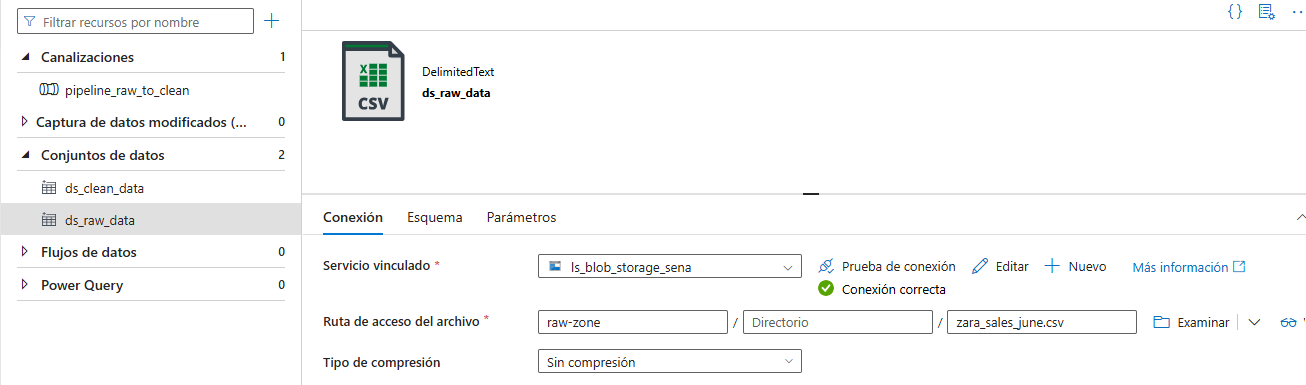 Filtrar recursos por nombre
Canalizaciones 1
pipeline_raw_to_clean
Captura de datos modificados (... 0
Conjuntos de datos 2
ds_clean_data
ds_raw_data
Flujos de datos 0
Power Query 0
{}
X
CSV
DelimitedText
ds_raw_data
Conexión Esquema Parámetros
Servicio vinculado * ls_blob_storage_sena Prueba de conexión Editar Nuevo Más información
Conexión correcta
Ruta de acceso del archivo * raw-zone / Directorio / zara_sales_june.csv Examinar
Tipo de compresión Sin compresión